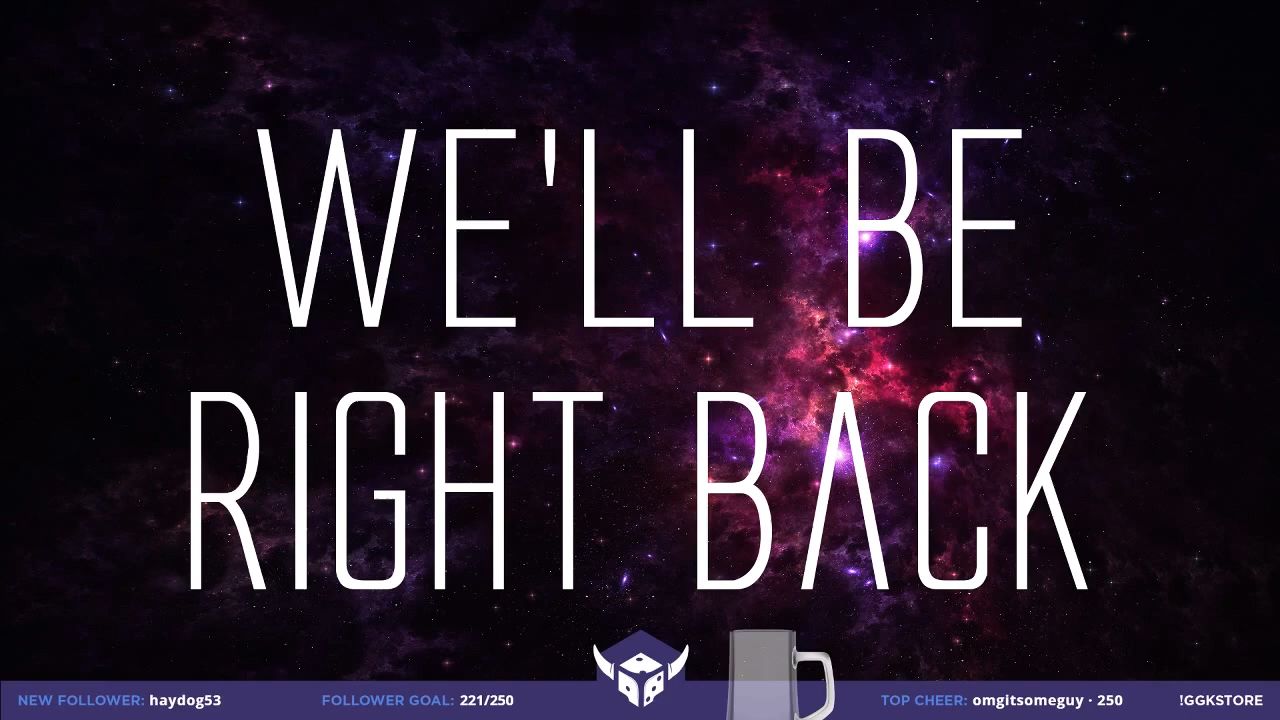 WE'LL BE
RIGHT BACK
NEW FOLLOWER: haydog53 FOLLOWER GOAL: 221/250 TOP CHEER: omgitsomeguy · 250 !GGKSTORE